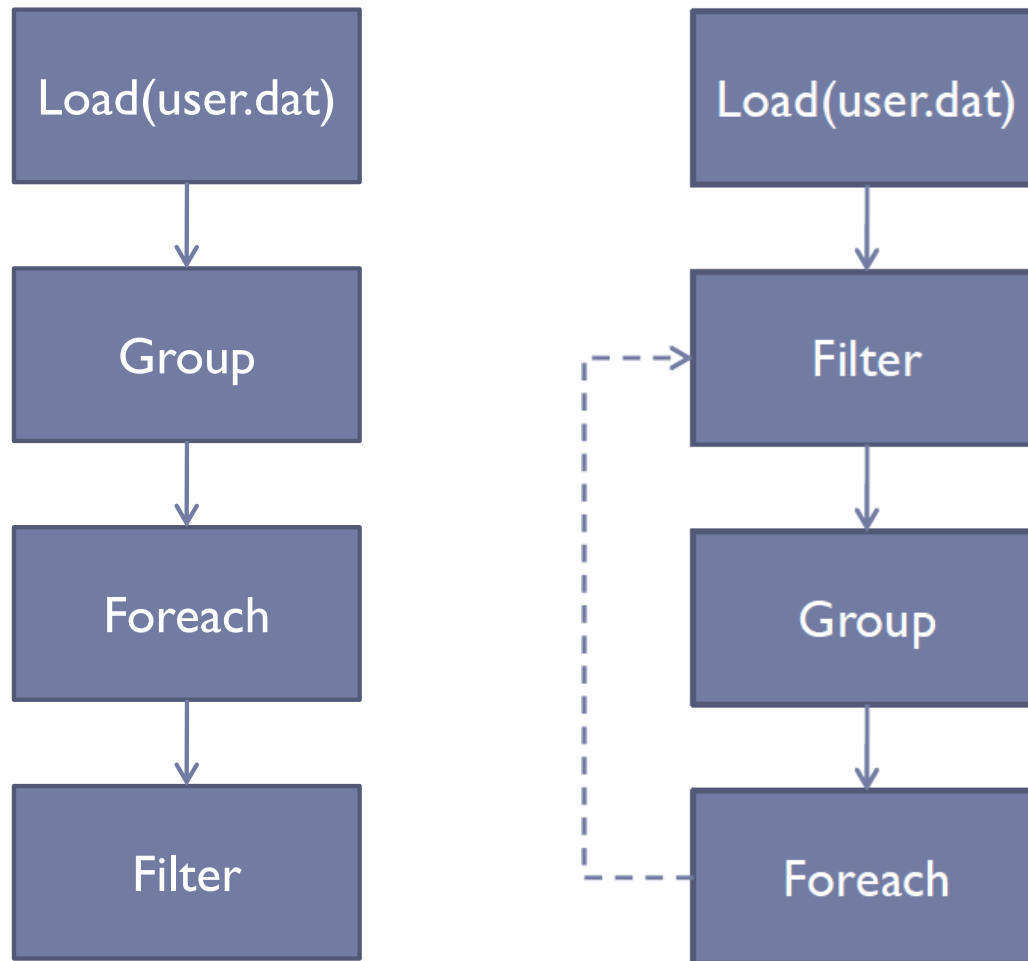 Load(user.dat)
Group
Foreach
Filter
Load(user.dat)
Filter
Group
Foreach